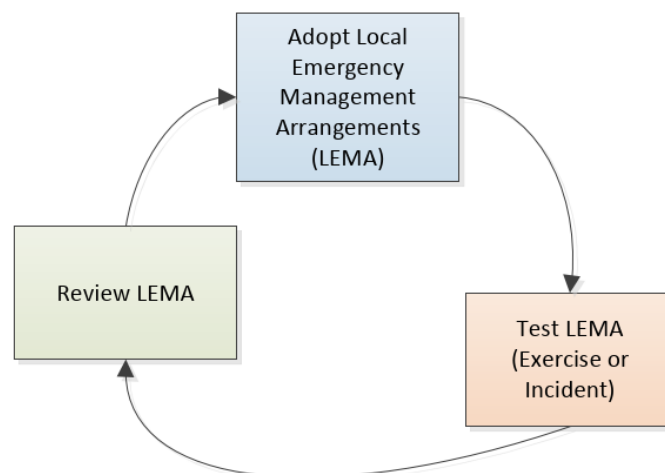 Adopt Local
Emergency
Management
Arrangements
(LEMA)
Review LEMA
Test LEMA
(Exercise or
Incident)